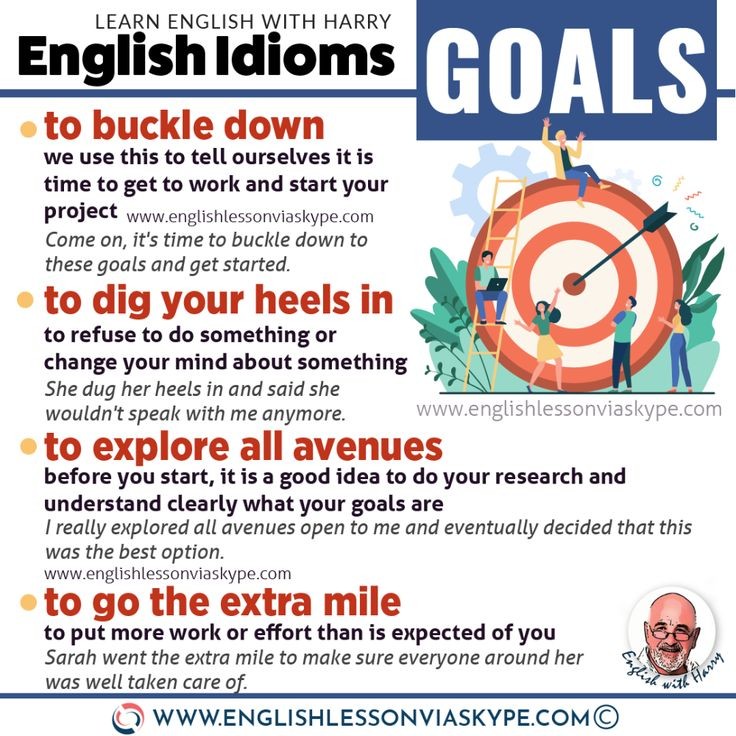 LEARN ENGLISH WITH HARRY
English Idioms
GOALS
to buckle down
we use this to tell ourselves it is
time to get to work and start your
project www.englishlessonviaskype.com
Come on, it's time to buckle down to
these goals and get started.
to dig your heels in
to refuse to do something or
change your mind about something
She dug her heels in and said she
wouldn't speak with me anymore.
www.englishlessonviaskype.com
to explore all avenues
before you start, it is a good idea to do your research and
understand clearly what your goals are
I really explored all avenues open to me and eventually decided that this
was the best option.
www.englishlessonviaskype.com
to go the extra mile
to put more work or effort than is expected of you
Sarah went the extra mile to make sure everyone around her
was well taken care of.
English with Harry
WWW.ENGLISHLESSONVIASKYPE.COM©